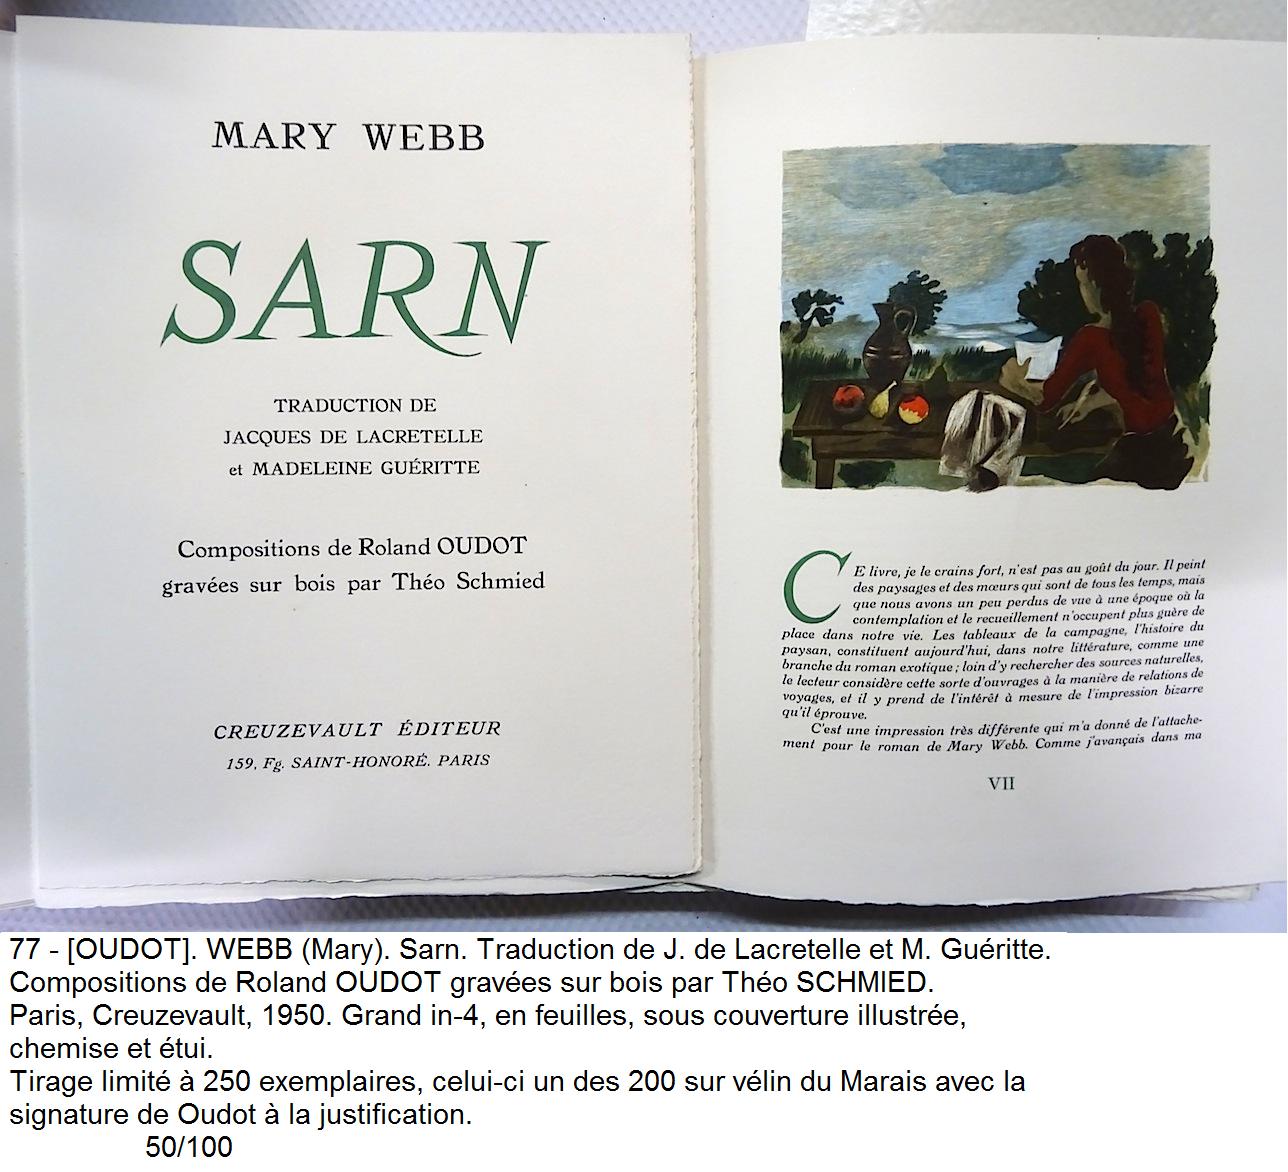 MARY WEBB
SARN
TRADUCTION DE
JACQUES DE LACRETELLE
et MADELEINE GUÉRITTE
Compositions de Roland OUDOT
gravées sur bois par Théo Schmied
CREUZEVAULT ÉDITEUR
159, Fg. SAINT-HONORÉ. PARIS
CE livre, je le crains fort, n'est pas au goût du jour. Il peint
des paysages et des mœurs qui sont de tous les temps, mais
que nous avons un peu perdus de vue à une époque où la
contemplation et le recueillement n'occupent plus guère de
place dans notre vie. Les tableaux de la campagne, l'histoire du
paysan, constituent aujourd'hui, dans notre littérature, comme une
branche du roman exotique ; loin d'y rechercher des sources naturelles,
le lecteur considère cette sorte d'ouvrages à la manière de relations de
voyages, et il y prend de l'intérêt à mesure de l'impression bizarre
qu'il éprouve.
C'est une impression très différente qui m'a donné de l'attache-
ment pour le roman de Mary Webb. Comme j'avançais dans ma
VII
77 - [OUDOT]. WEBB (Mary). Sarn. Traduction de J. de Lacretelle et M. Guéritte.
Compositions de Roland OUDOT gravées sur bois par Théo SCHMIED.
Paris, Creuzevault, 1950. Grand in-4, en feuilles, sous couverture illustrée,
chemise et étui.
Tirage limité à 250 exemplaires, celui-ci un des 200 sur vélin du Marais avec la
signature de Oudot à la justification.
50/100